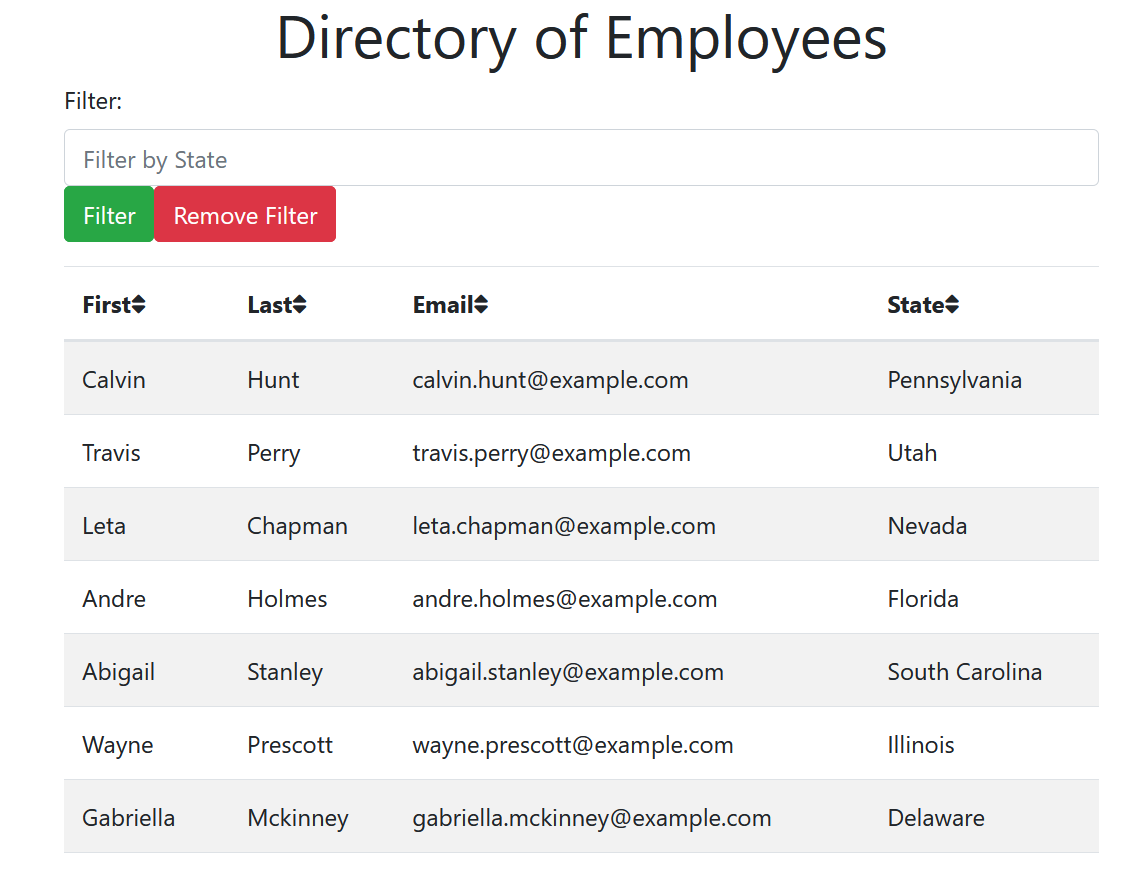 Directory of Employees
Filter:
Filter by State
Filter Remove Filter
First Last Email State
Calvin Hunt calvin.hunt@example.com Pennsylvania
Travis Perry travis.perry@example.com Utah
Leta Chapman leta.chapman@example.com Nevada
Andre Holmes andre.holmes@example.com Florida
Abigail Stanley abigail.stanley@example.com South Carolina
Wayne Prescott wayne.prescott@example.com Illinois
Gabriella Mckinney gabriella.mckinney@example.com Delaware